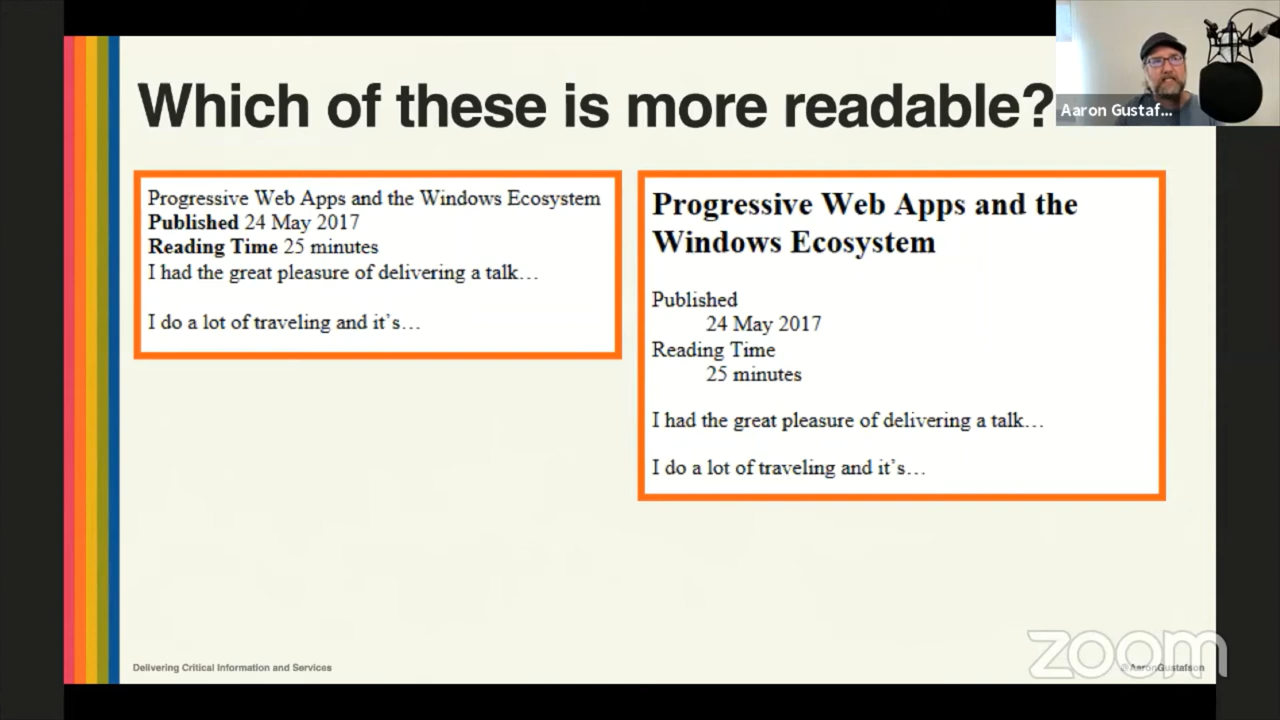 Which of these is more readable?
Aaron Gustaf...
Progressive Web Apps and the Windows Ecosystem
Published 24 May 2017
Reading Time 25 minutes
I had the great pleasure of delivering a talk…
I do a lot of traveling and it’s…
Progressive Web Apps and the
Windows Ecosystem
Published
24 May 2017
Reading Time
25 minutes
I had the great pleasure of delivering a talk…
I do a lot of traveling and it’s…
Delivering Critical Information and Services
@AaronGustafson
zoom